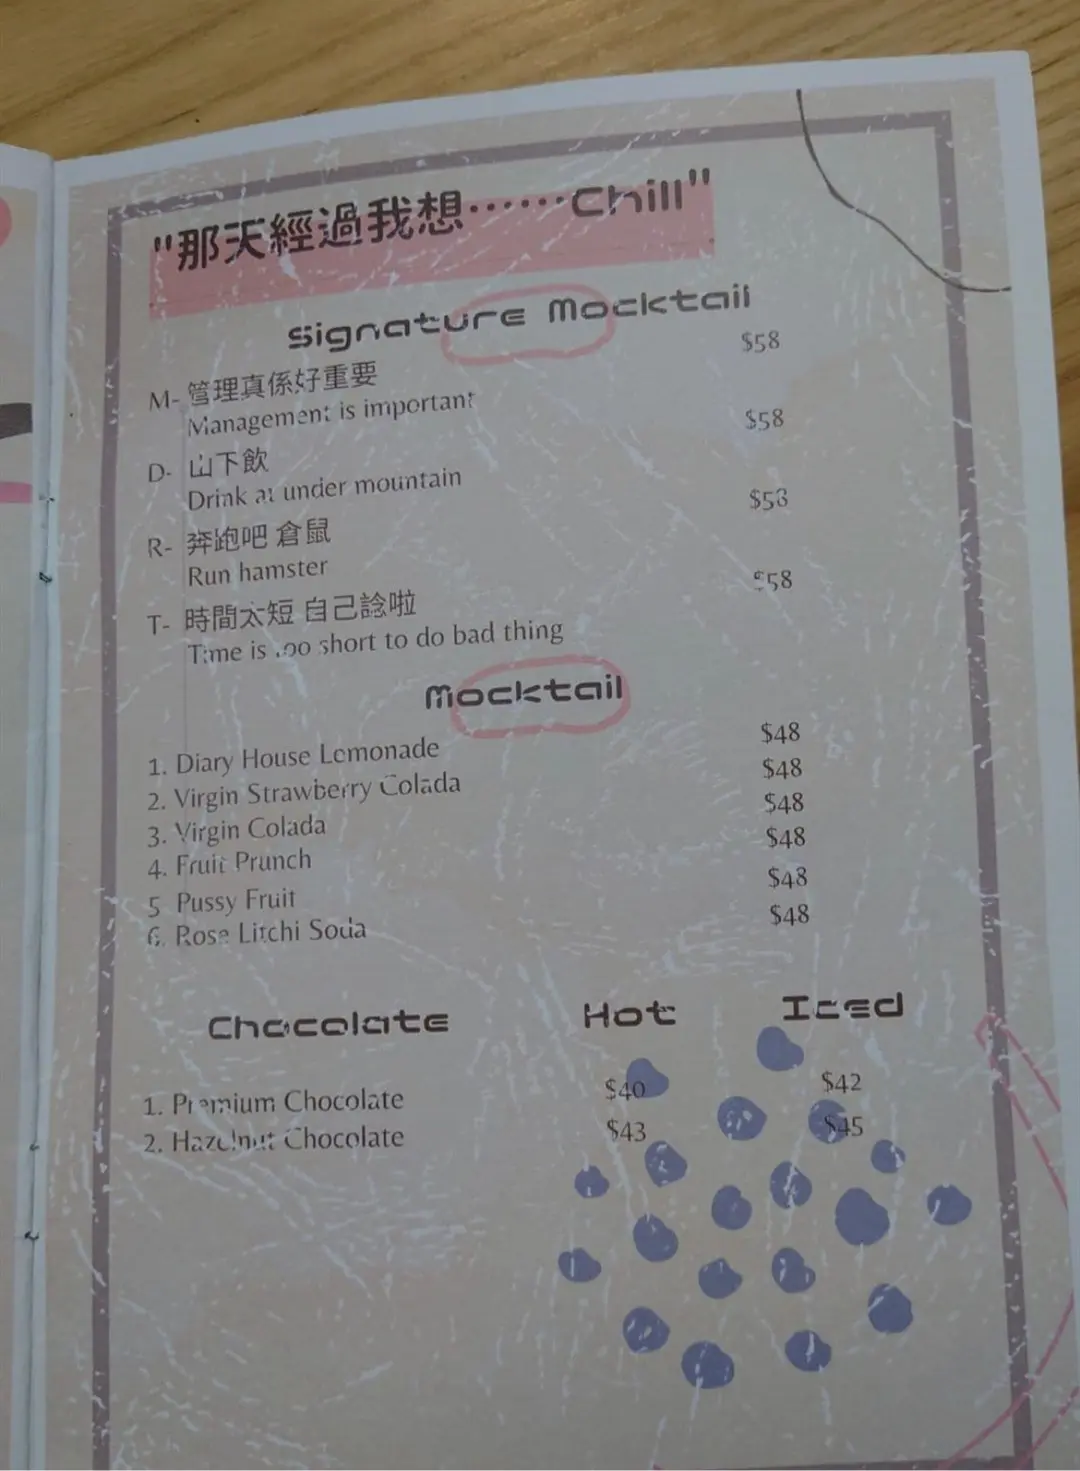 "那天經過我想⋯⋯Chill"
Signature Mocktail
M- 管理真係好重要 $58
Management is important
D- 山下飲 $58
Drink at under mountain
R- 奔跑吧 倉鼠 $58
Run hamster
T- 時間太短 自己諗啦 $58
Time is too short to do bad thing
Mocktail
1. Diary House Lemonade $48
2. Virgin Strawberry Colada $48
3. Virgin Colada $48
4. Fruit Prunch $48
5 Pussy Fruit $48
6. Rose Litchi Soda $48
Chocolate Hot Iced
1. Premium Chocolate $40 $42
2. Hazelnut Chocolate $43 $45